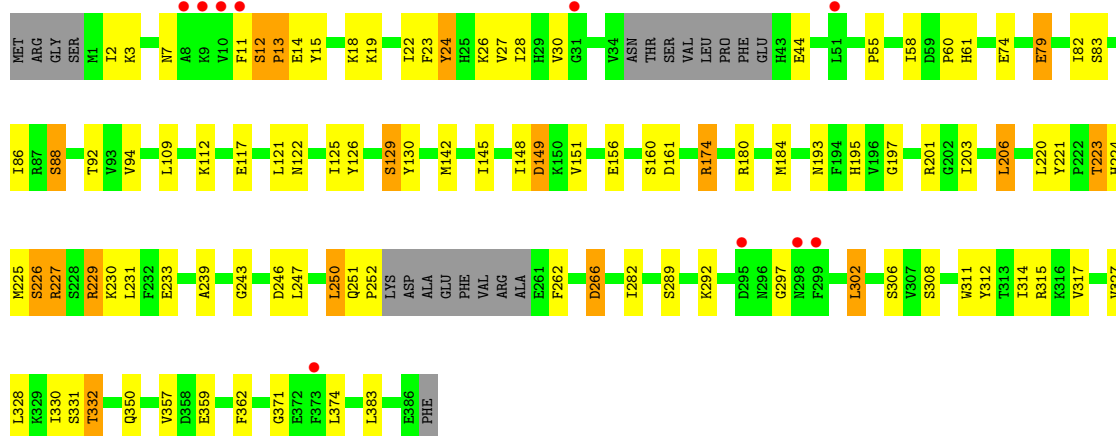 MET ARG GLY SER M1 I2 K3 N7 A8 K9 V10 F11 S12 P13 E14 Y15 K18 K19 I22 F23 Y24 H25 K26 V27 I28 H29 V30 G31 V34 ASN THR SER VAL LEU PRO PHE GLU H43 E44 L51 P55 I58 D59 P60 H61 E74 E79 I82 S83
I86 R87 S88 T92 V93 V94 L109 K112 E117 L121 N122 I125 Y126 S129 Y130 M142 I145 I148 D149 K150 V151 E156 S160 D161 R174 R180 M184 N193 F194 H195 V196 G197 R201 G202 I203 L206 L220 Y221 P222 T223 H224
M225 S226 R227 S228 R229 K230 L231 F232 E233 A239 G243 D246 L247 L250 Q251 P252 LYS ASP ALA GLU PHE VAL ARG ALA E261 F262 D266 I282 S289 K292 D295 N296 G297 N298 F299 L302 S306 V307 S308 W311 Y312 T313 I314 R315 K316 V317
L328 K329 I330 S331 T332 Q350 V357 D358 E359 F362 G371 E372 F373 L374 L383 E386 PHE